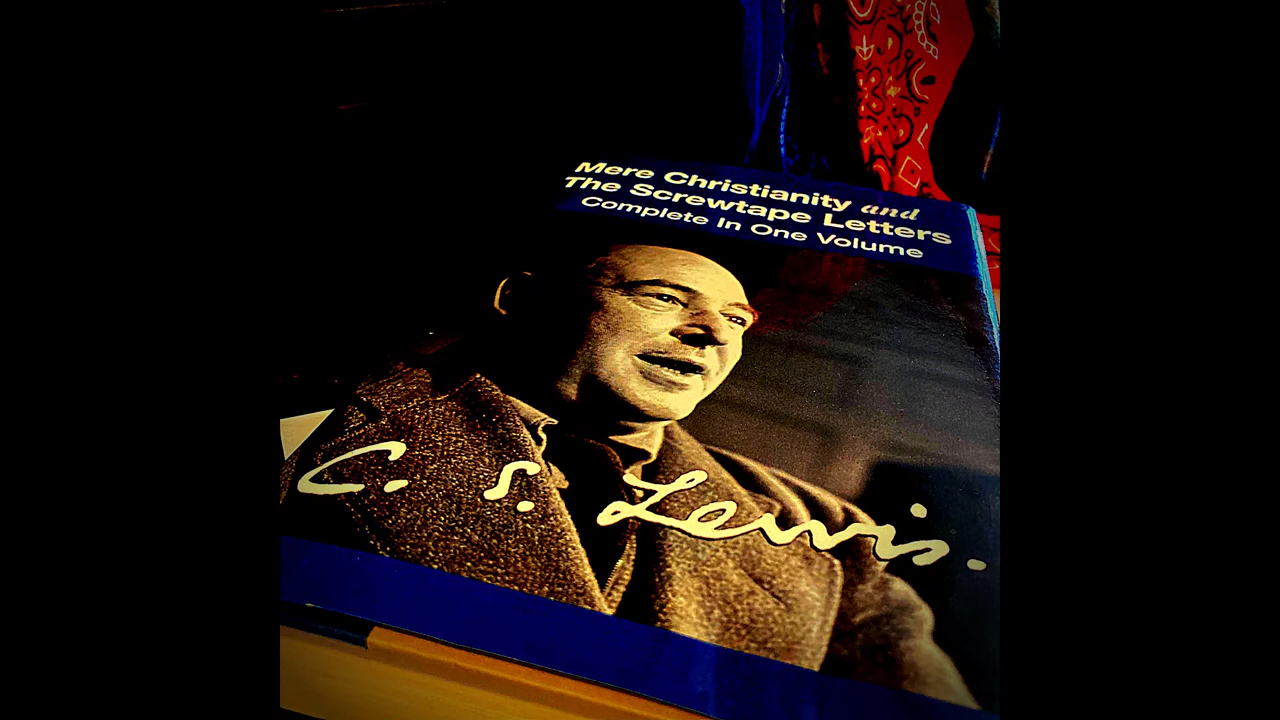 Mere Christianity and
The Screwtape Letters
Complete In One Volume
C. S. Lewis.